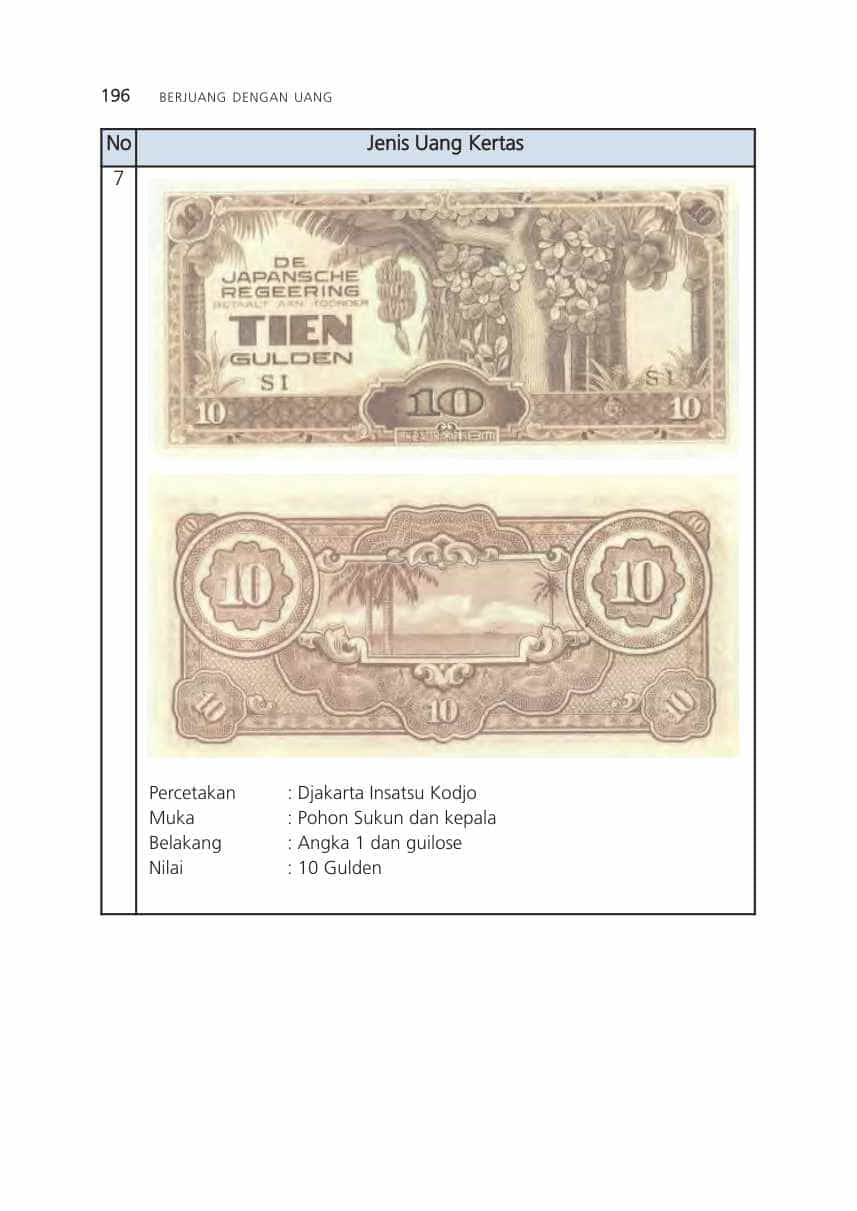 196 BERJUANG DENGAN UANG
No Jenis Uang Kertas
7
10 10
DE
JAPANSCHE
REGEERING
BETAALT AAN TOONDER
TIEN
GULDEN
SI SI
10 10 10
10 10
10 10
10 10 10
Percetakan : Djakarta Insatsu Kodjo
Muka : Pohon Sukun dan kepala
Belakang : Angka 1 dan guilose
Nilai : 10 Gulden